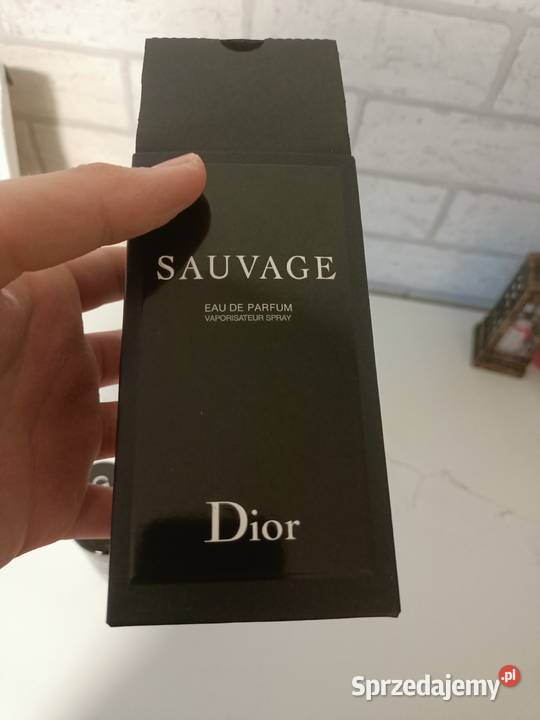 SAUVAGE
EAU DE PARFUM
VAPORISATEUR SPRAY
Dior
Sprzedajemy.pl